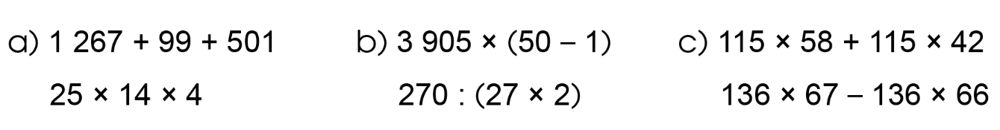 a) 1 267 + 99 + 501
25 × 14 × 4
b) 3 905 × (50 – 1)
270 : (27 × 2)
c) 115 × 58 + 115 × 42
136 × 67 – 136 × 66